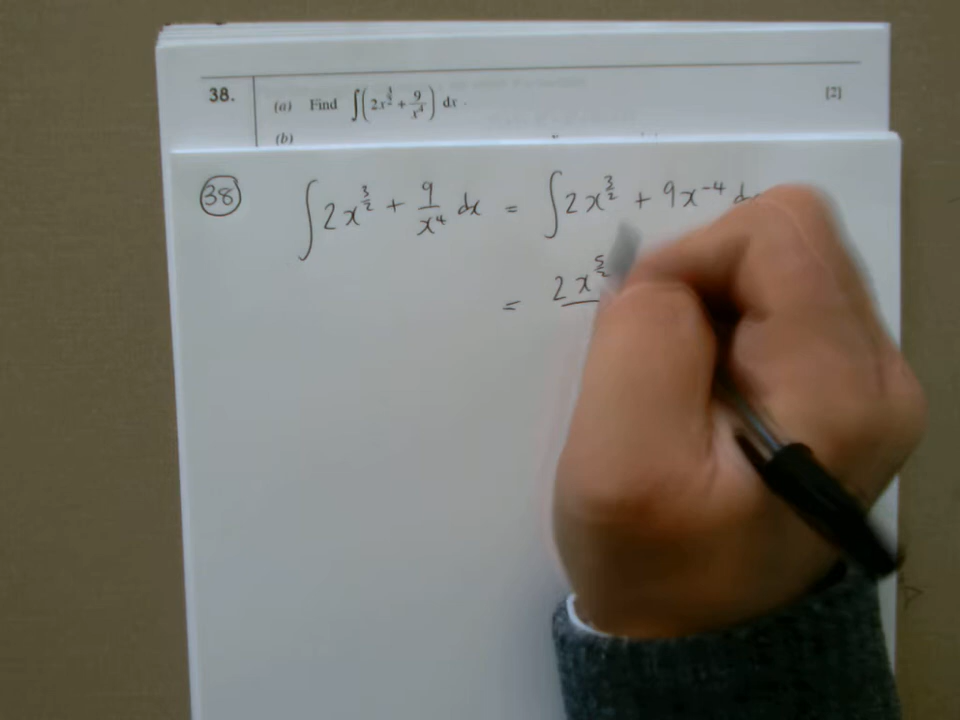 38. (a) Find ∫(2x^{3/2} + 9/x^4) dx . [2]
(b)
38 ∫2x^{3/2} + 9/x^4 dx = ∫2x^{3/2} + 9x^{-4}
= 2x^{5/2}